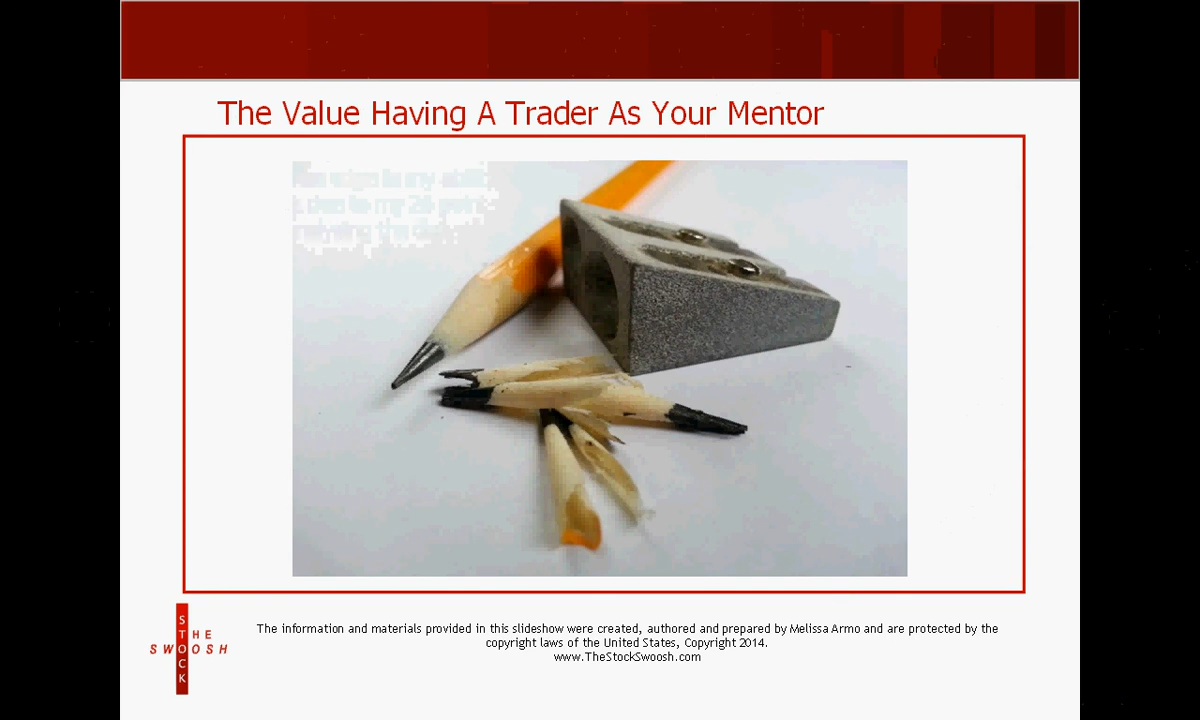 The Value Having A Trader As Your Mentor
STOCK
THE
SWOOSH
The information and materials provided in this slideshow were created, authored and prepared by Melissa Armo and are protected by the
copyright laws of the United States, Copyright 2014.
www.TheStockSwoosh.com